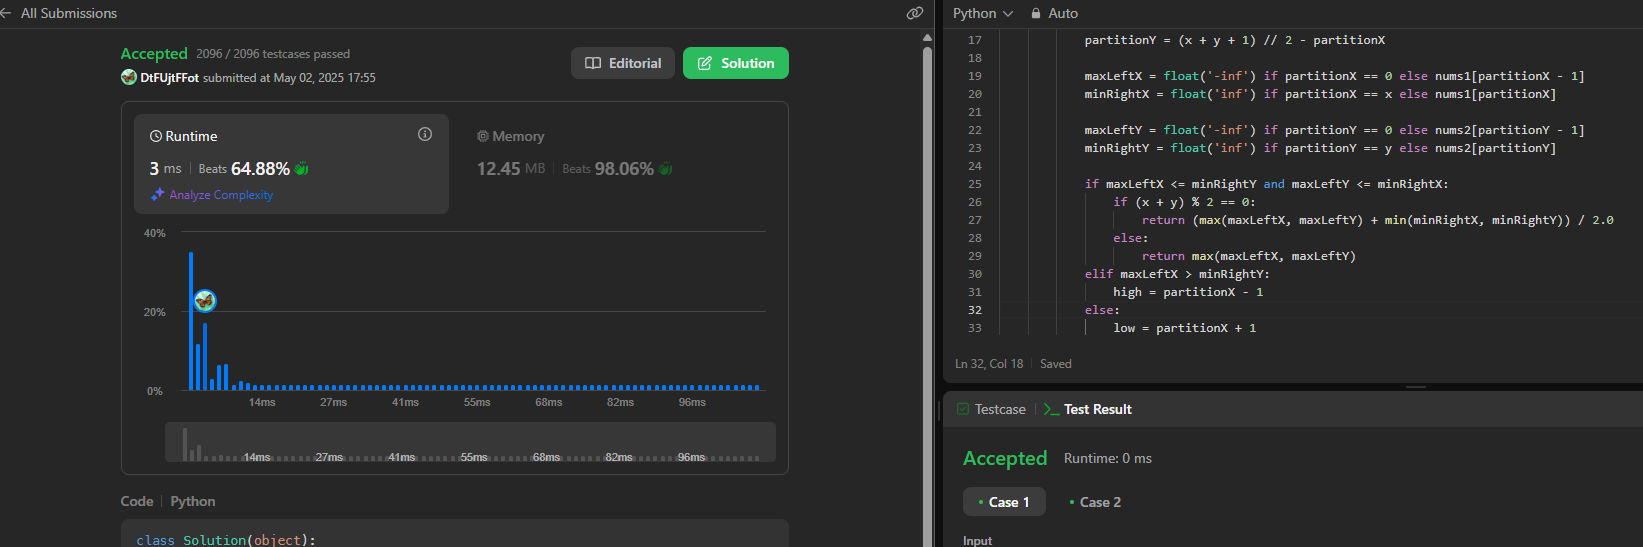 All Submissions
Accepted 2096 / 2096 testcases passed
DtFUjtFFot submitted at May 02, 2025 17:55
Editorial
Solution
Runtime
3 ms | Beats 64.88%
Analyze Complexity
Memory
12.45 MB | Beats 98.06%
40%
20%
0%
14ms 27ms 41ms 55ms 68ms 82ms 96ms
14ms 27ms 41ms 55ms 68ms 82ms 96ms
Code | Python
class Solution(object):
Python Auto
17 partitionY = (x + y + 1) // 2 - partitionX
18
19 maxLeftX = float('-inf') if partitionX == 0 else nums1[partitionX - 1]
20 minRightX = float('inf') if partitionX == x else nums1[partitionX]
21
22 maxLeftY = float('-inf') if partitionY == 0 else nums2[partitionY - 1]
23 minRightY = float('inf') if partitionY == y else nums2[partitionY]
24
25 if maxLeftX <= minRightY and maxLeftY <= minRightX:
26 if (x + y) % 2 == 0:
27 return (max(maxLeftX, maxLeftY) + min(minRightX, minRightY)) / 2.0
28 else:
29 return max(maxLeftX, maxLeftY)
30 elif maxLeftX > minRightY:
31 high = partitionX - 1
32 else:
33 low = partitionX + 1
Ln 32, Col 18 | Saved
Testcase | >_ Test Result
Accepted Runtime: 0 ms
• Case 1 • Case 2
Input